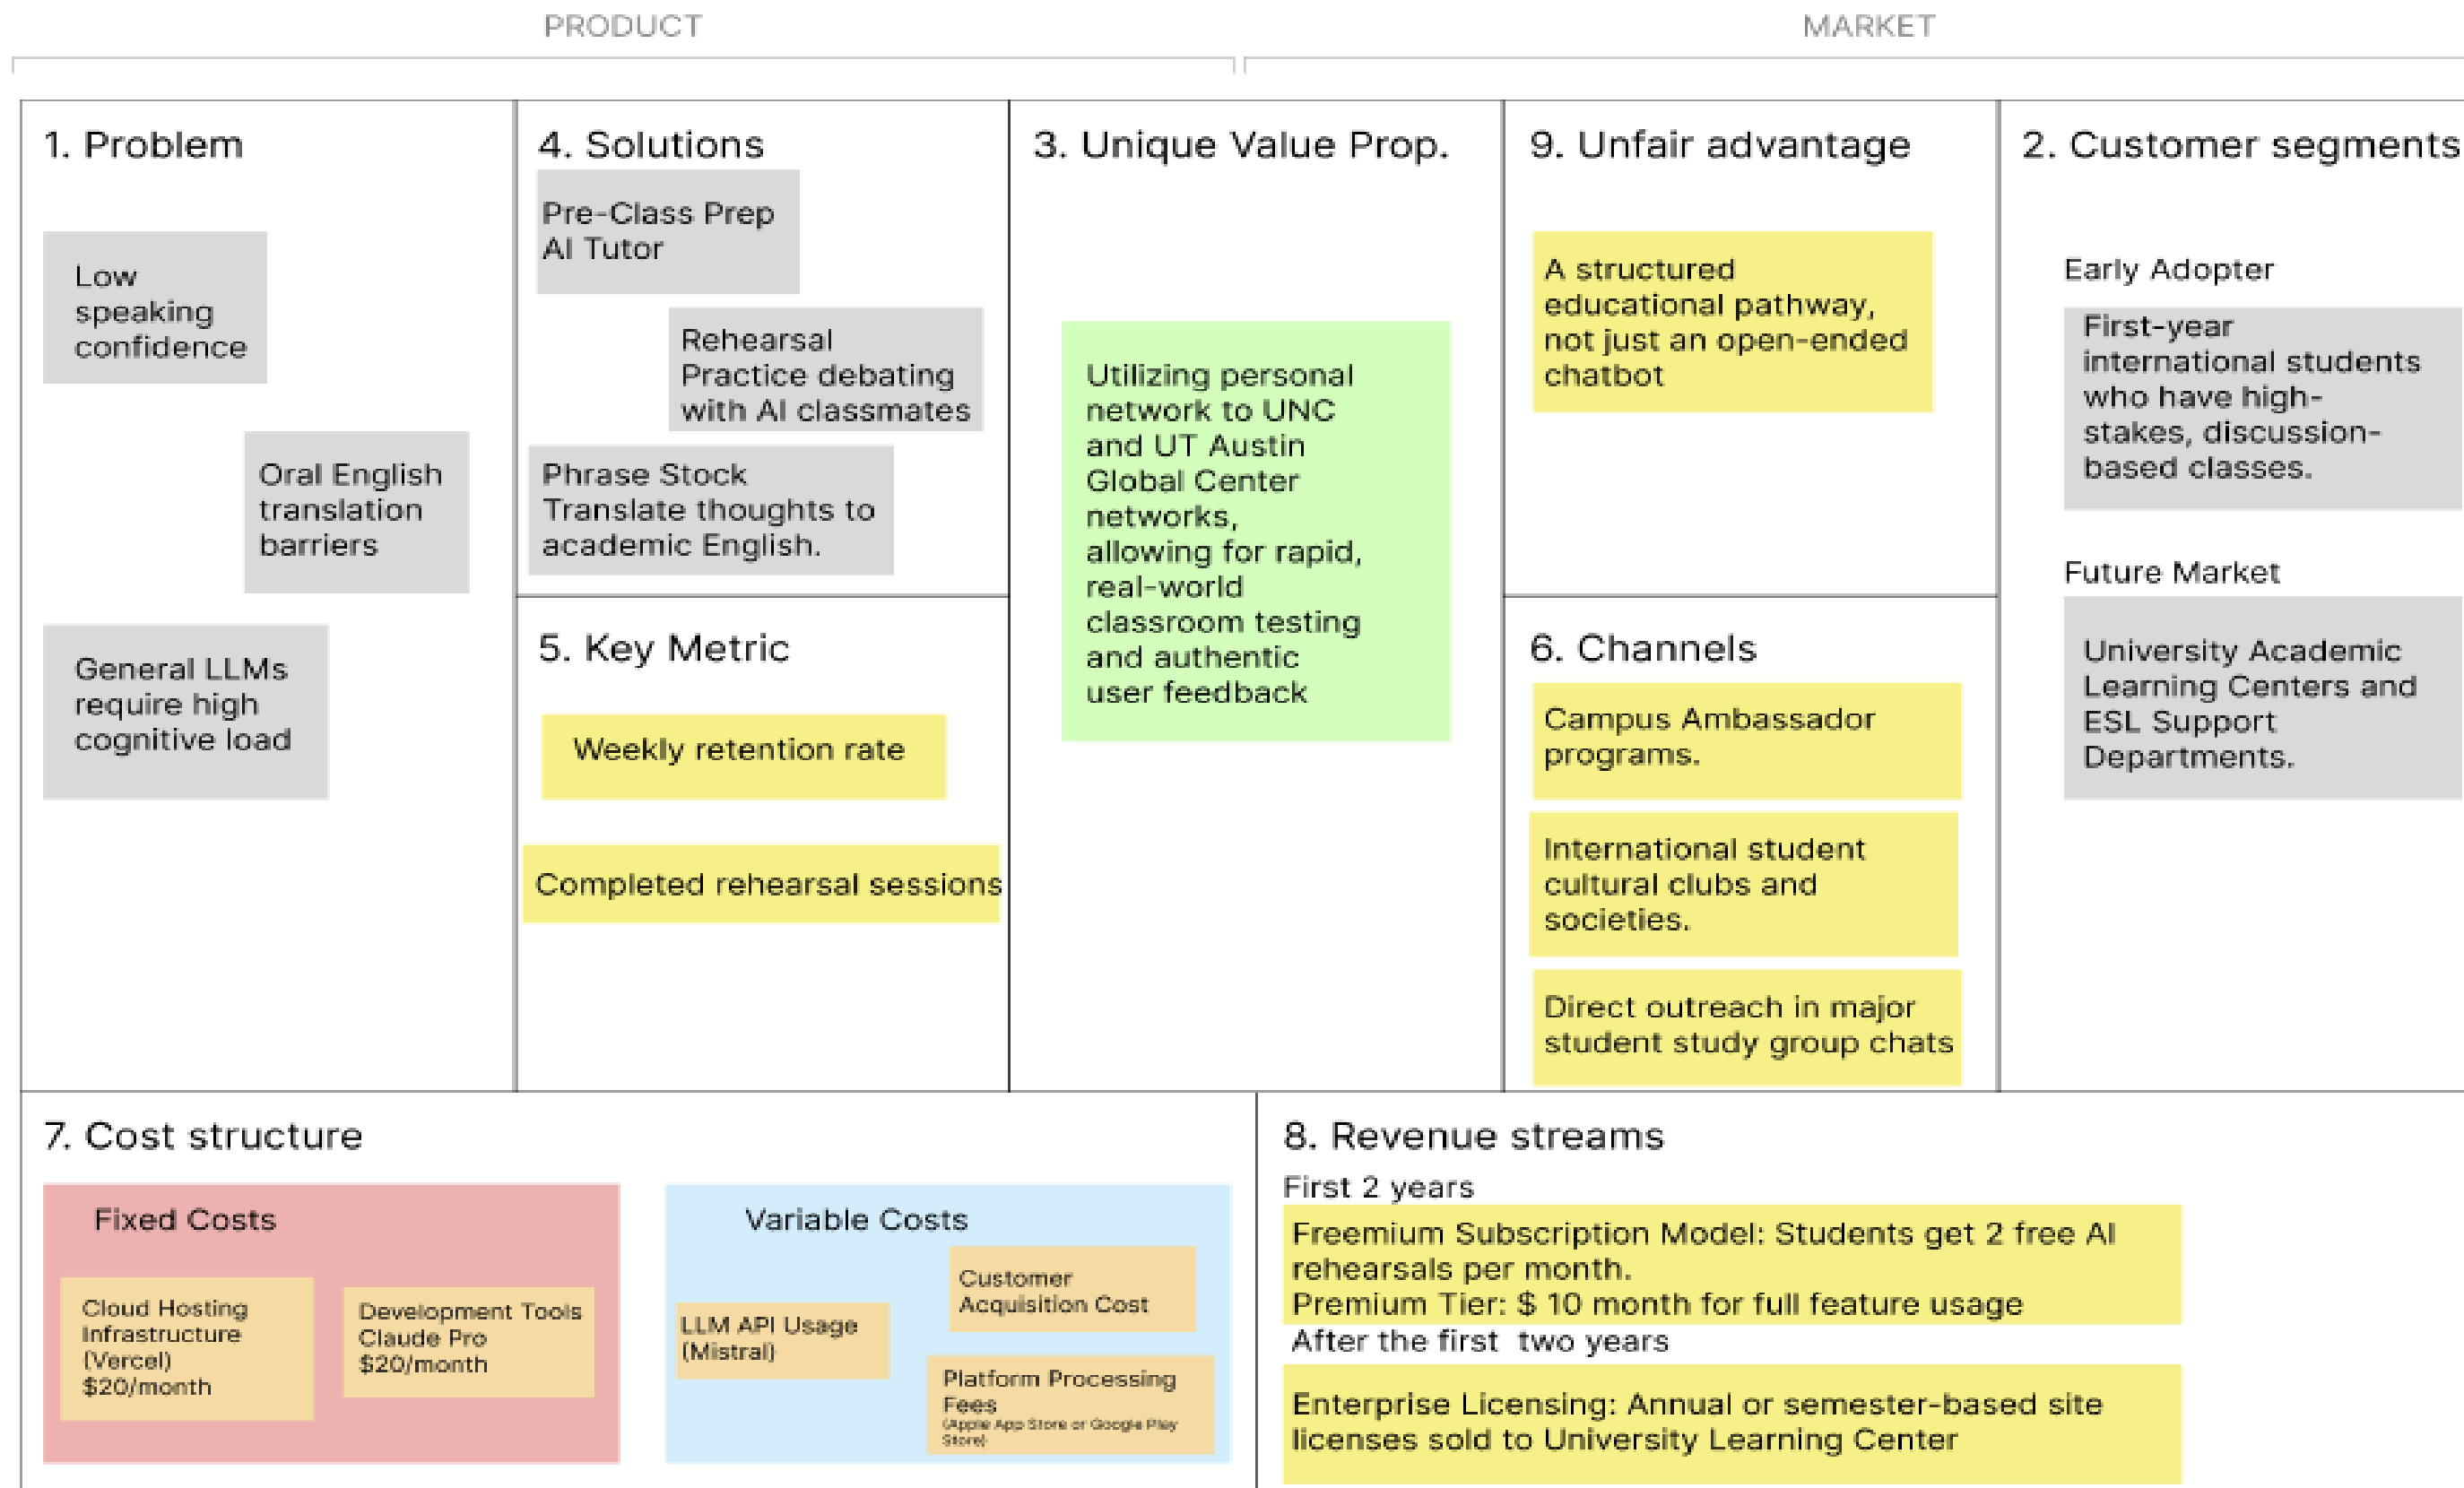 PRODUCT
MARKET
1. Problem
Low
speaking
confidence
Oral English
translation
barriers
General LLMs
require high
cognitive load
4. Solutions
Pre-Class Prep
AI Tutor
Rehearsal
Practice debating
with AI classmates
Phrase Stock
Translate thoughts to
academic English.
5. Key Metric
Weekly retention rate
Completed rehearsal sessions
3. Unique Value Prop.
Utilizing personal
network to UNC
and UT Austin
Global Center
networks,
allowing for rapid,
real-world
classroom testing
and authentic
user feedback
9. Unfair advantage
A structured
educational pathway,
not just an open-ended
chatbot
6. Channels
Campus Ambassador
programs.
International student
cultural clubs and
societies.
Direct outreach in major
student study group chats
2. Customer segments
Early Adopter
First-year
international students
who have high-
stakes, discussion-
based classes.
Future Market
University Academic
Learning Centers and
ESL Support
Departments.
7. Cost structure
Fixed Costs
Cloud Hosting
Infrastructure
(Vercel)
$20/month
Development Tools
Claude Pro
$20/month
Variable Costs
LLM API Usage
(Mistral)
Customer
Acquisition Cost
Platform Processing
Fees
(Apple App Store or Google Play
Store)
8. Revenue streams
First 2 years
Freemium Subscription Model: Students get 2 free AI
rehearsals per month.
Premium Tier: $ 10 month for full feature usage
After the first two years
Enterprise Licensing: Annual or semester-based site
licenses sold to University Learning Center